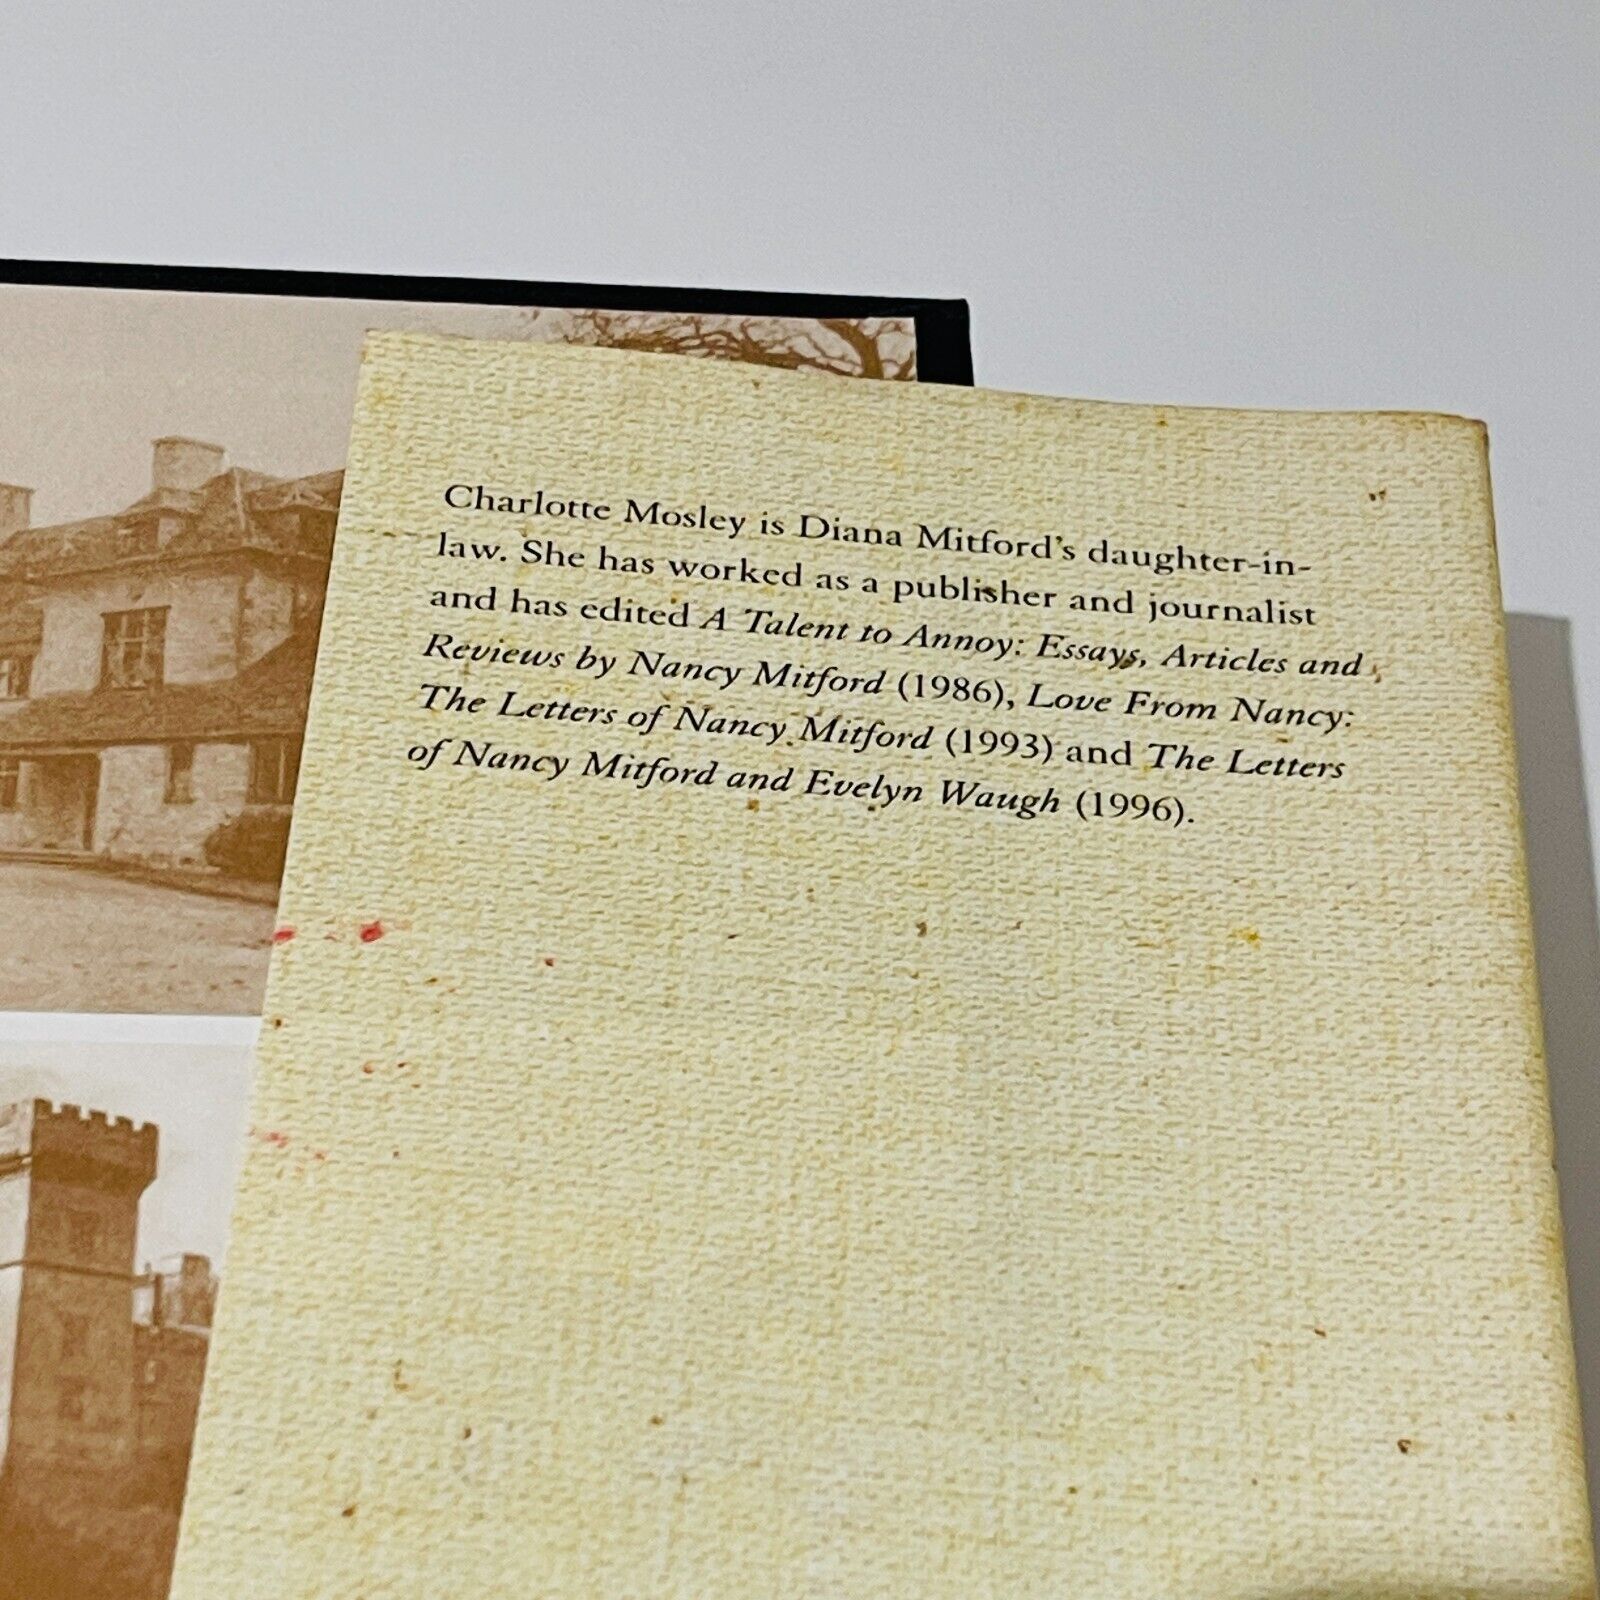 Charlotte Mosley is Diana Mitford's daughter-in-
law. She has worked as a publisher and journalist
and has edited A Talent to Annoy: Essays, Articles and
Reviews by Nancy Mitford (1986), Love From Nancy:
The Letters of Nancy Mitford (1993) and The Letters
of Nancy Mitford and Evelyn Waugh (1996).